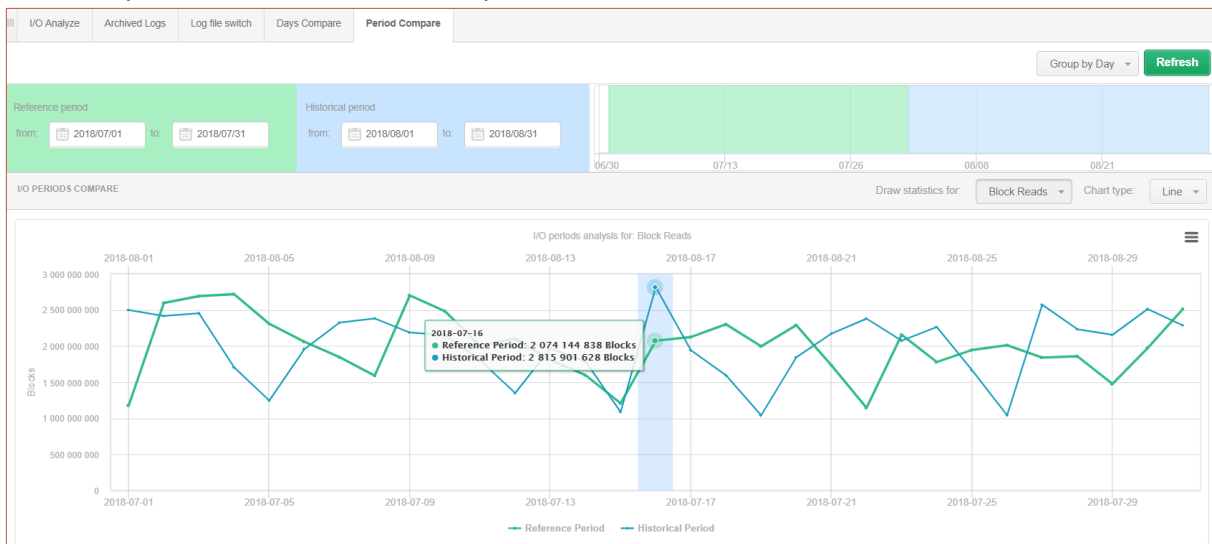 I/O Analyze Archived Logs Log file switch Days Compare Period Compare
Group by Day Refresh
Reference period Historical period
from: 2018/07/01 to: 2018/07/31 from: 2018/08/01 to: 2018/08/31
06/30 07/13 07/26 08/08 08/21
I/O PERIODS COMPARE Draw statistics for: Block Reads Chart type: Line
I/O periods analysis for: Block Reads
2018-08-01 2018-08-05 2018-08-09 2018-08-13 2018-08-17 2018-08-21 2018-08-25 2018-08-29
3 000 000 000
2 500 000 000
2 000 000 000
1 500 000 000
1 000 000 000
500 000 000
0
Blocks
2018-07-16
Reference Period: 2 074 144 838 Blocks
Historical Period: 2 815 901 628 Blocks
2018-07-01 2018-07-05 2018-07-09 2018-07-13 2018-07-17 2018-07-21 2018-07-25 2018-07-29
Reference Period Historical Period